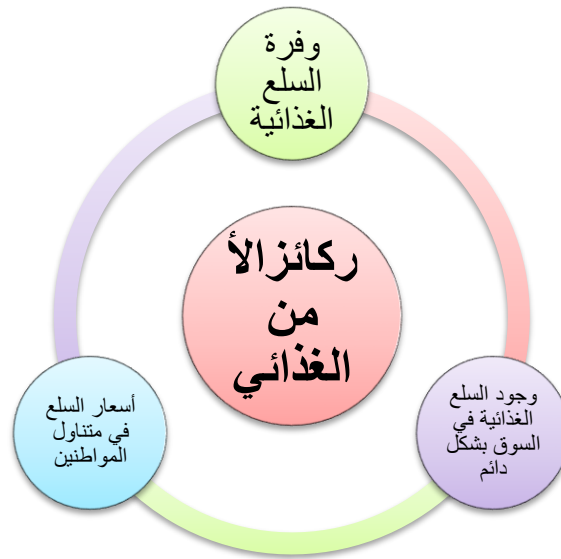 وفرة
السلع
الغذائية
ركائزالأ
من
الغذائي
وجود السلع
الغذائية في
السوق بشكل
دائم
أسعار السلع
في متناول
المواطنين